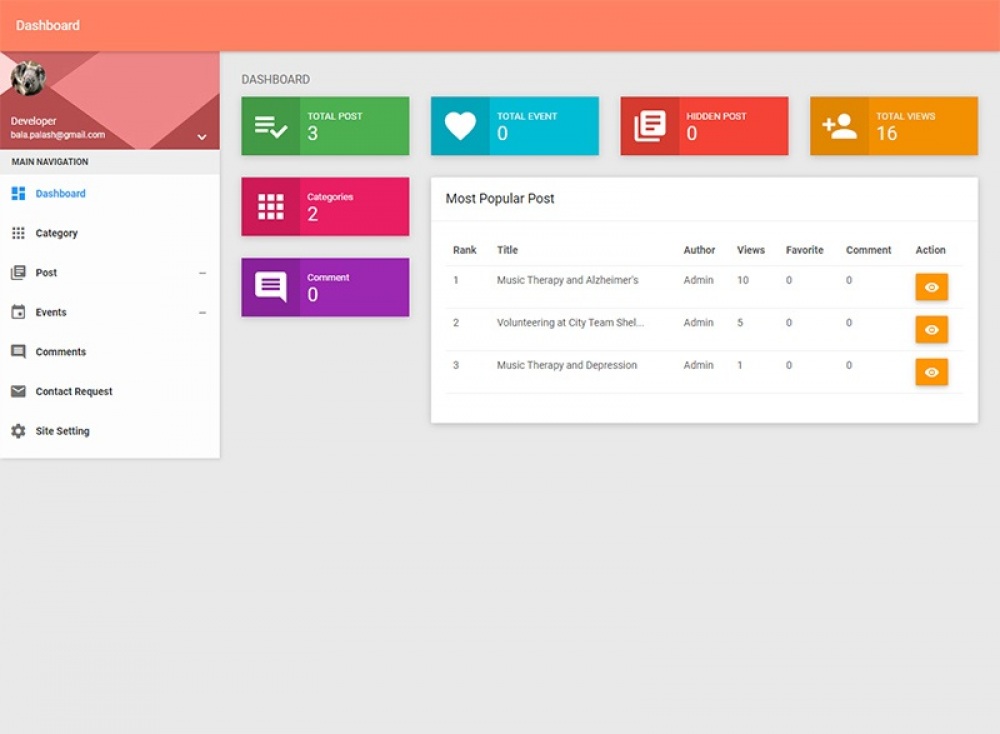 Dashboard
Developer
bala.palash@gmail.com
MAIN NAVIGATION
Dashboard
Category
Post
Events
Comments
Contact Request
Site Setting
DASHBOARD
TOTAL POST
3
TOTAL EVENT
0
HIDDEN POST
0
TOTAL VIEWS
16
Categories
2
Comment
0
Most Popular Post
Rank Title Author Views Favorite Comment Action
1 Music Therapy and Alzheimer's Admin 10 0 0
2 Volunteering at City Team Shel... Admin 5 0 0
3 Music Therapy and Depression Admin 1 0 0